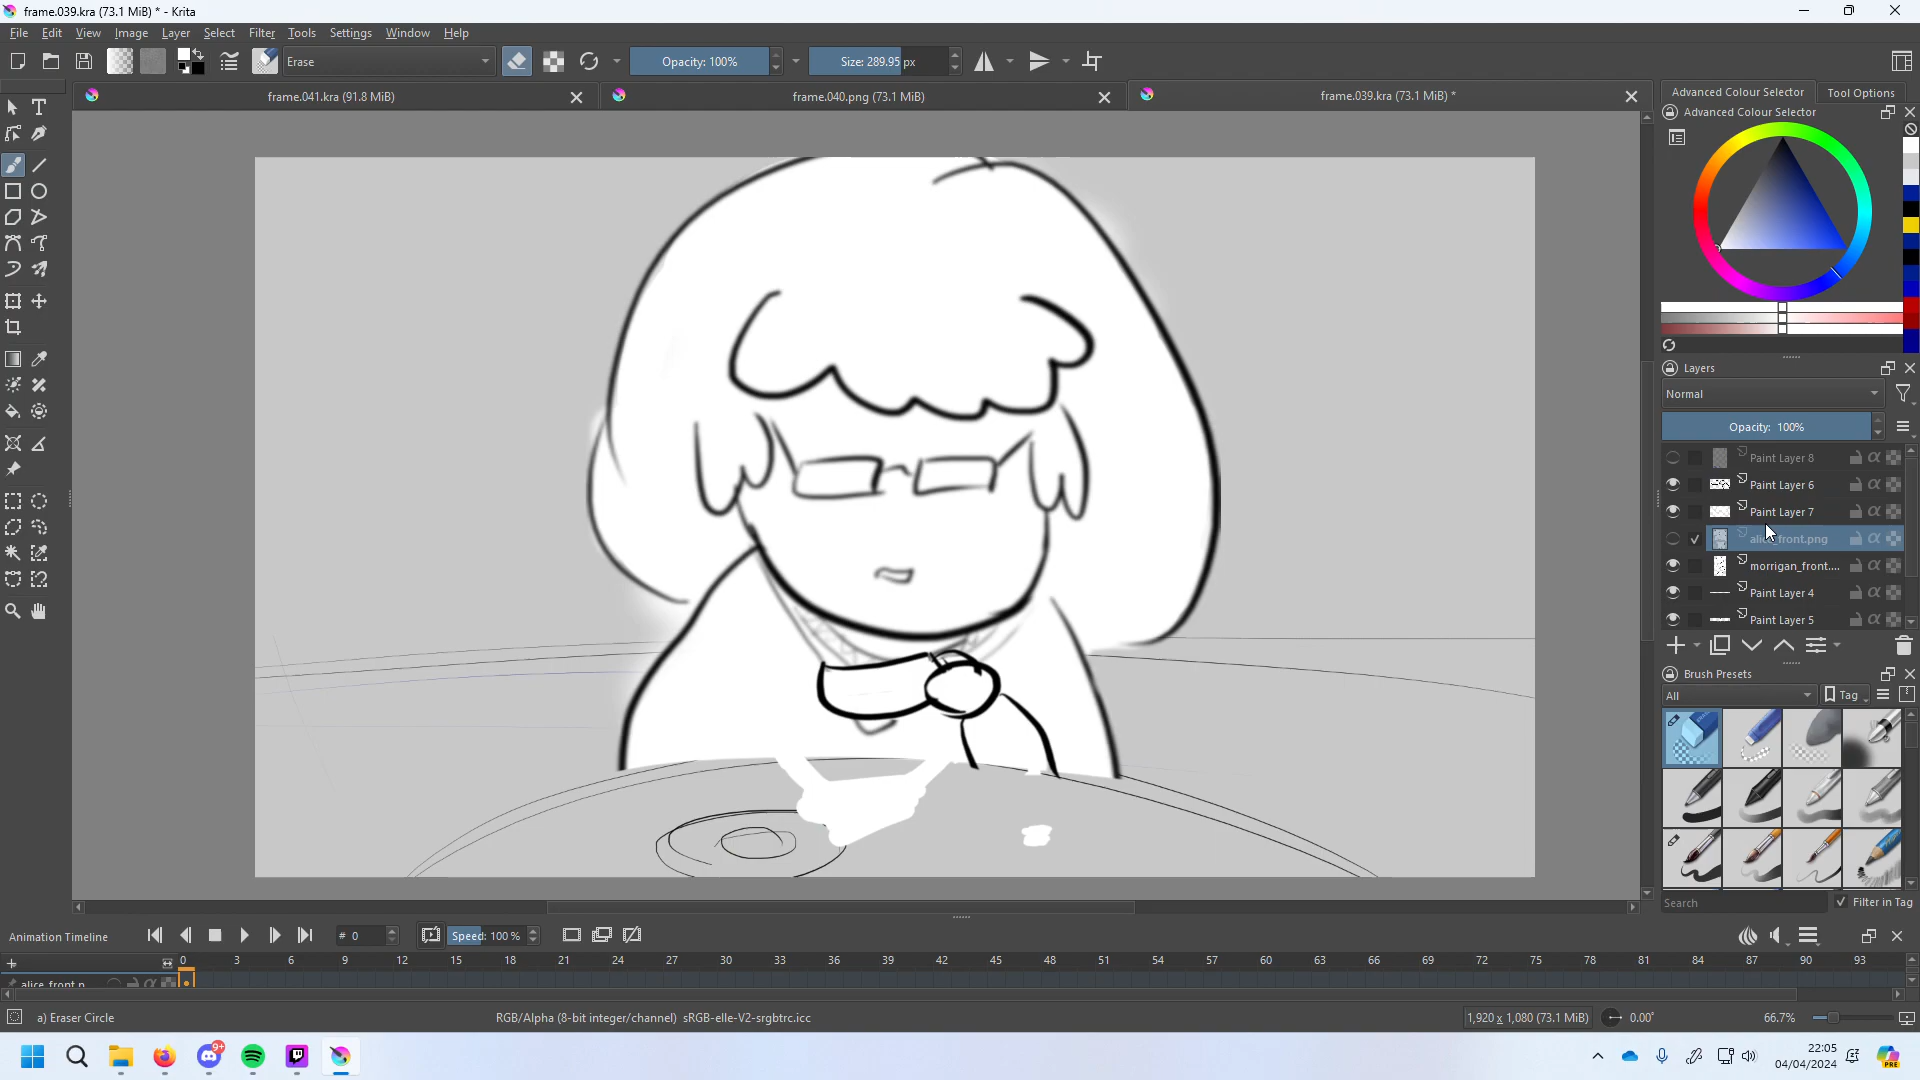 frame.039.kra (73.1 MiB) * - Krita
File Edit View Image Layer Select Filter Tools Settings Window Help
Erase
Opacity: 100%
Size: 289.95 px
frame.041.kra (91.8 MiB)
frame.040.png (73.1 MiB)
frame.039.kra (73.1 MiB) *
Advanced Colour Selector
Tool Options
Advanced Colour Selector
Layers
Normal
Opacity: 100%
Paint Layer 8
Paint Layer 6
Paint Layer 7
morrigan_front....
Paint Layer 4
Paint Layer 5
Brush Presets
All
Tag
Search
Filter in Tag
Animation Timeline
# 0
Speed: 100 %
0 3 6 9 12 15 18 21 24 27 30 33 36 39 42 45 48 51 54 57 60 63 66 69 72 75 78 81 84 87 90 93
alice_front.p
a) Eraser Circle
RGB/Alpha (8-bit integer/channel) sRGB-elle-V2-srgbtrc.icc
1,920 x 1,080 (73.1 MiB)
0.00°
66.7%
9+
22:05
04/04/2024
PRE